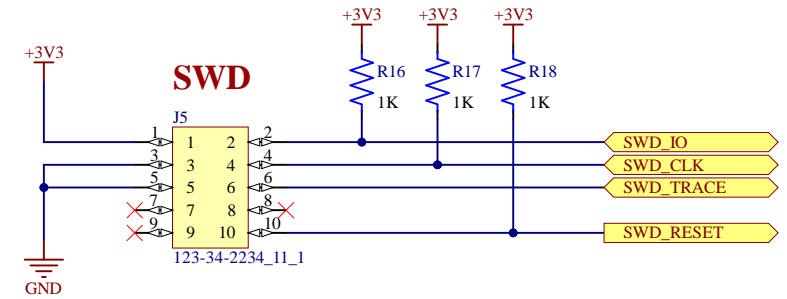 +3V3 +3V3 +3V3
+3V3
SWD
R16 R17 R18
1K 1K 1K
J5
1 1 2 2 SWD_IO
3 3 4 4 SWD_CLK
5 5 6 6 SWD_TRACE
7 7 8 8
9 9 10 10 SWD_RESET
123-34-2234_11_1
GND